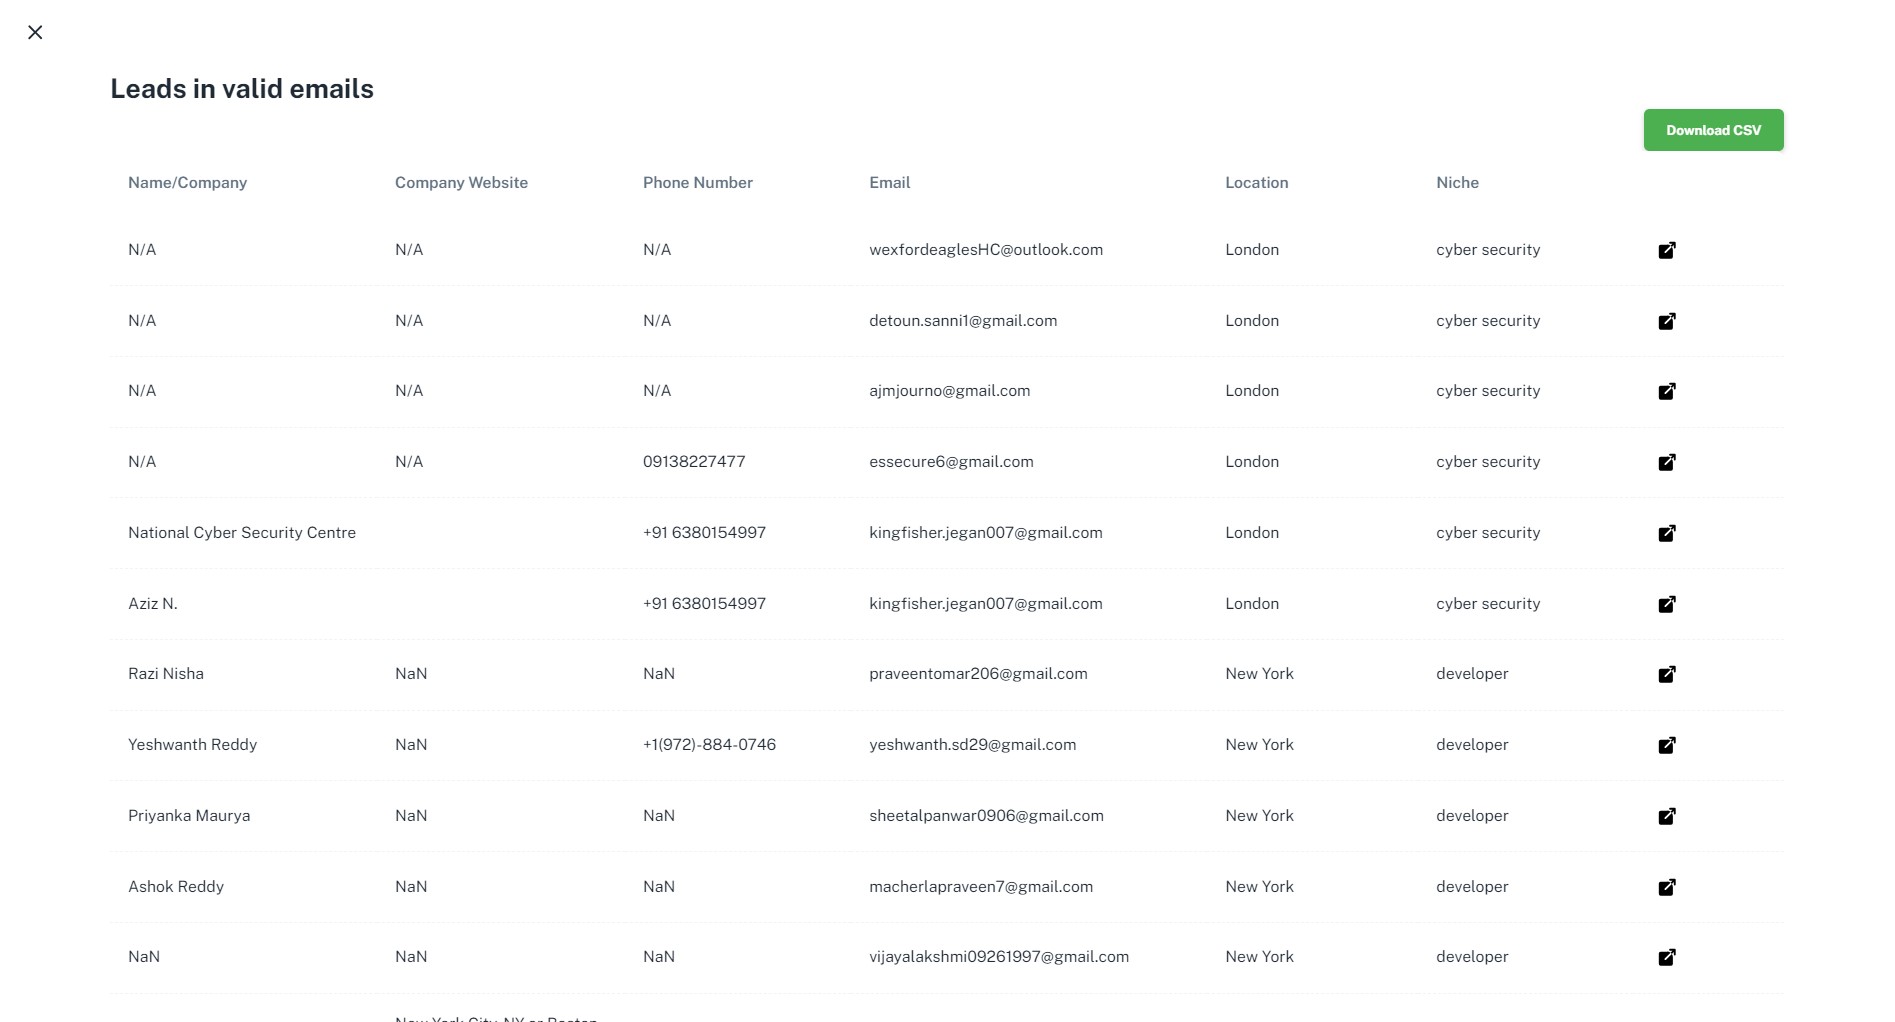 Leads in valid emails
Download CSV
Name/Company Company Website Phone Number Email Location Niche
N/A N/A N/A wexfordeaglesHC@outlook.com London cyber security
N/A N/A N/A detoun.sanni1@gmail.com London cyber security
N/A N/A N/A ajmjourno@gmail.com London cyber security
N/A N/A 09138227477 essecure6@gmail.com London cyber security
National Cyber Security Centre +91 6380154997 kingfisher.jegan007@gmail.com London cyber security
Aziz N. +91 6380154997 kingfisher.jegan007@gmail.com London cyber security
Razi Nisha NaN NaN praveentomar206@gmail.com New York developer
Yeshwanth Reddy NaN +1(972)-884-0746 yeshwanth.sd29@gmail.com New York developer
Priyanka Maurya NaN NaN sheetalpanwar0906@gmail.com New York developer
Ashok Reddy NaN NaN macherlapraveen7@gmail.com New York developer
NaN NaN NaN vijayalakshmi09261997@gmail.com New York developer
New York City, NY or Boston